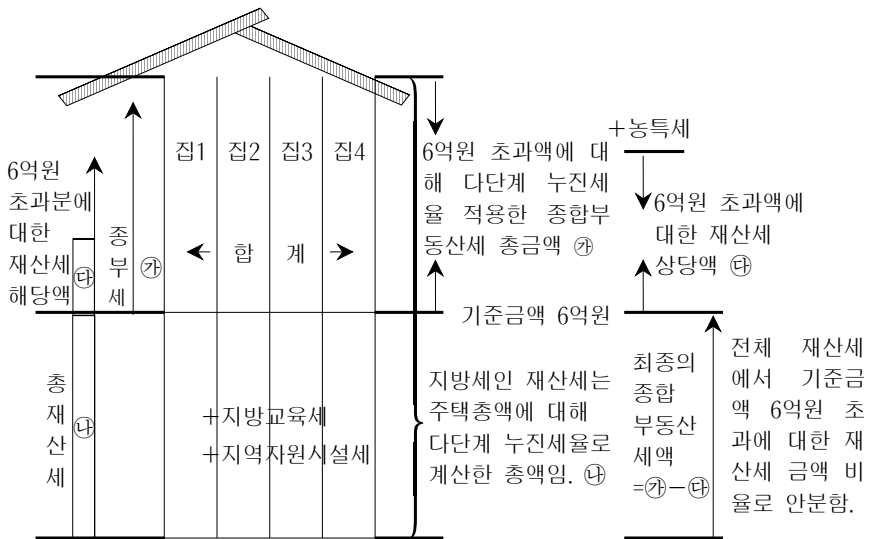 6억원
초과분에
대한
재산세
해당액
㉰
종
부
세
㉮
집1 집2 집3 집4
합 계
6억원 초과액에 대
해 다단계 누진세
율 적용한 종합부
동산세 총금액 ㉮
+농특세
6억원 초과액에
대한 재산세
상당액 ㉰
기준금액 6억원
총
재
산
세
㉯
+지방교육세
+지역자원시설세
지방세인 재산세는
주택총액에 대해
다단계 누진세율로
계산한 총액임. ㉯
최종의
종합
부동산
세액
=㉮-㉰
전체 재산세
에서 기준금
액 6억원 초
과에 대한 재
산세 금액 비
율로 안분함.